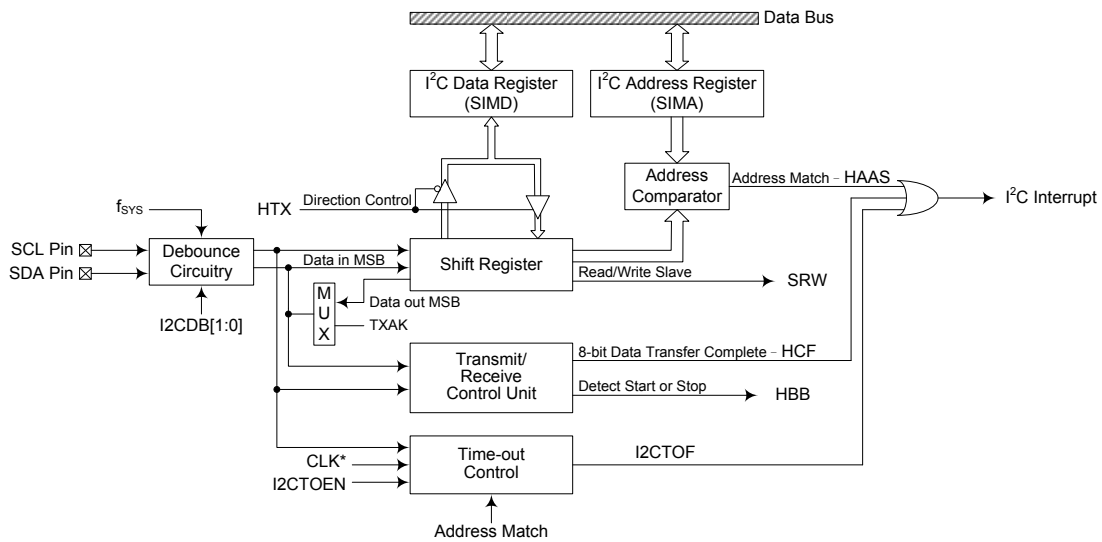 Data Bus
I²C Data Register
(SIMD)
I²C Address Register
(SIMA)
Address
Comparator
Address Match - HAAS
I²C Interrupt
HTX
Direction Control
fSYS
SCL Pin
SDA Pin
Debounce
Circuitry
I2CDB[1:0]
Data in MSB
Shift Register
Read/Write Slave
SRW
M
U
X
Data out MSB
TXAK
Transmit/
Receive
Control Unit
8-bit Data Transfer Complete - HCF
Detect Start or Stop
HBB
Time-out
Control
CLK*
I2CTOEN
I2CTOF
Address Match